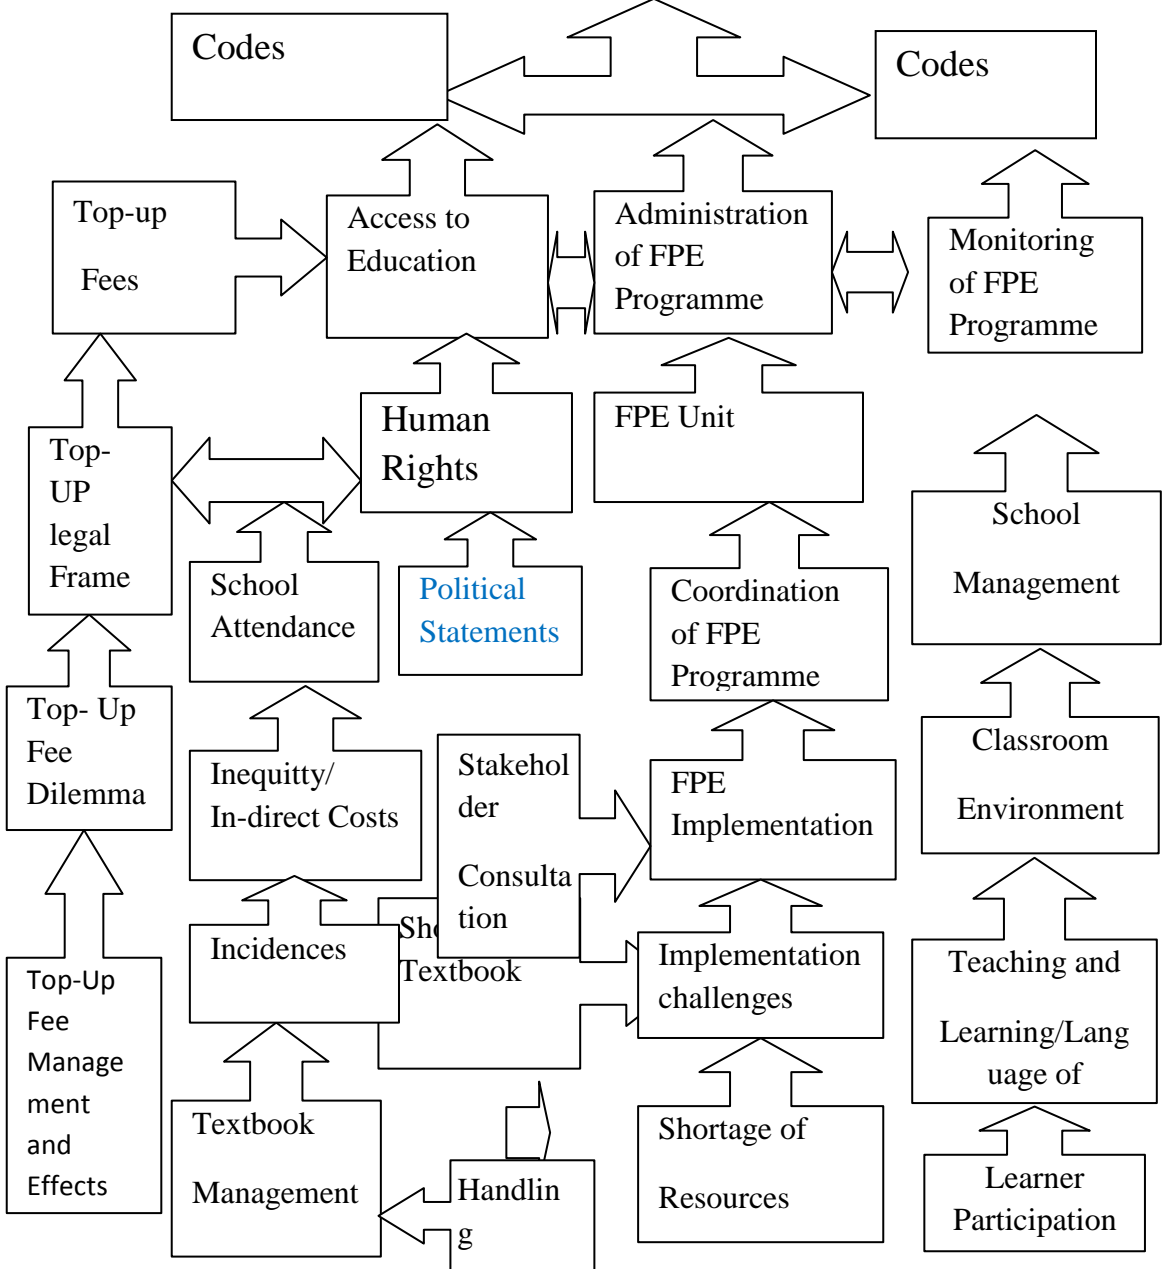 Codes
Codes
Top-up
Fees
Access to
Education
Administration
of FPE
Programme
Monitoring
of FPE
Programme
Top-
UP
legal
Frame
Human
Rights
FPE Unit
School
Management
School
Attendance
Political
Statements
Coordination
of FPE
Programme
Top- Up
Fee
Dilemma
Inequitty/
In-direct Costs
Stakehol
der
Consulta
tion
FPE
Implementation
Classroom
Environment
Top-Up
Fee
Manage
ment
and
Effects
Incidences
Textbook
Implementation
challenges
Teaching and
Learning/Lang
uage of
Textbook
Management
Handlin
g
Shortage of
Resources
Learner
Participation